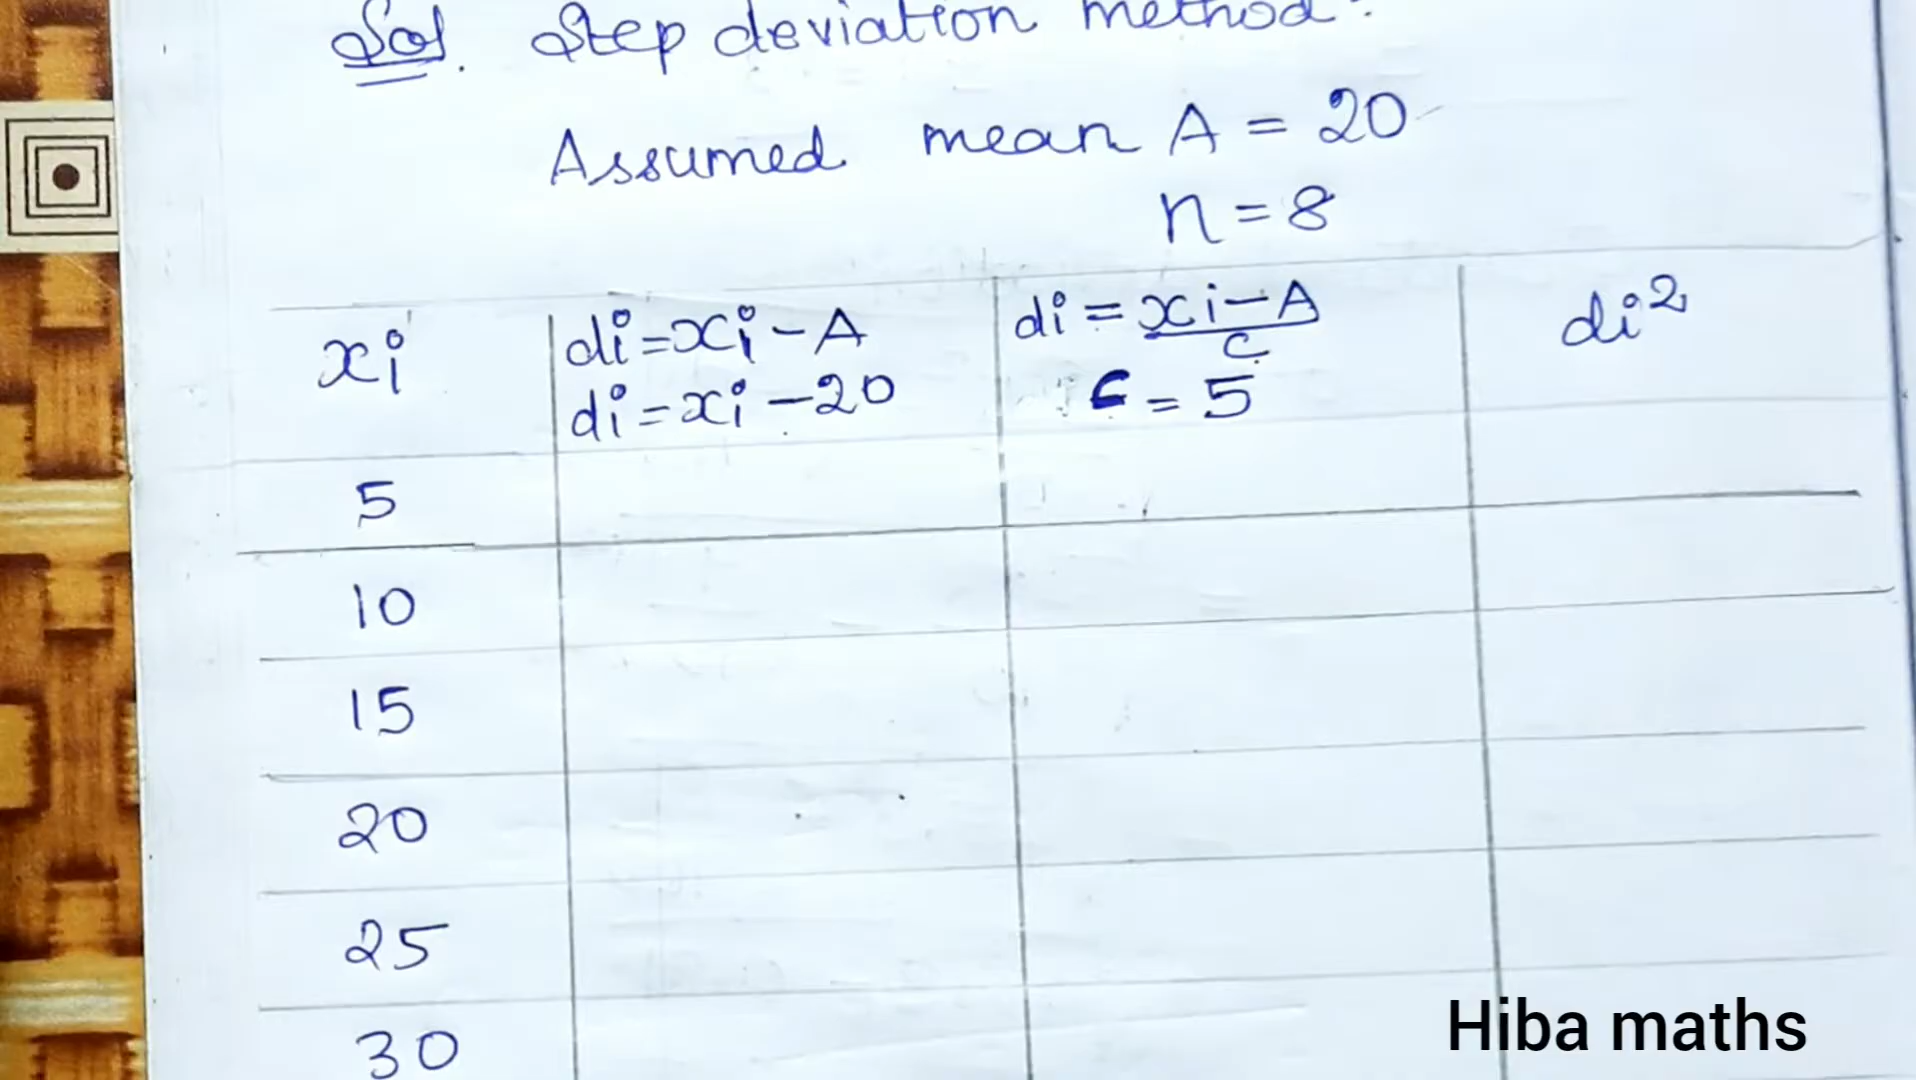 Sol. Step deviation method:
Assumed mean A = 20
n = 8
xi
di = xi - A
di = xi - 20
di = xi - A
c
c = 5
di²
5
10
15
20
25
30
Hiba maths